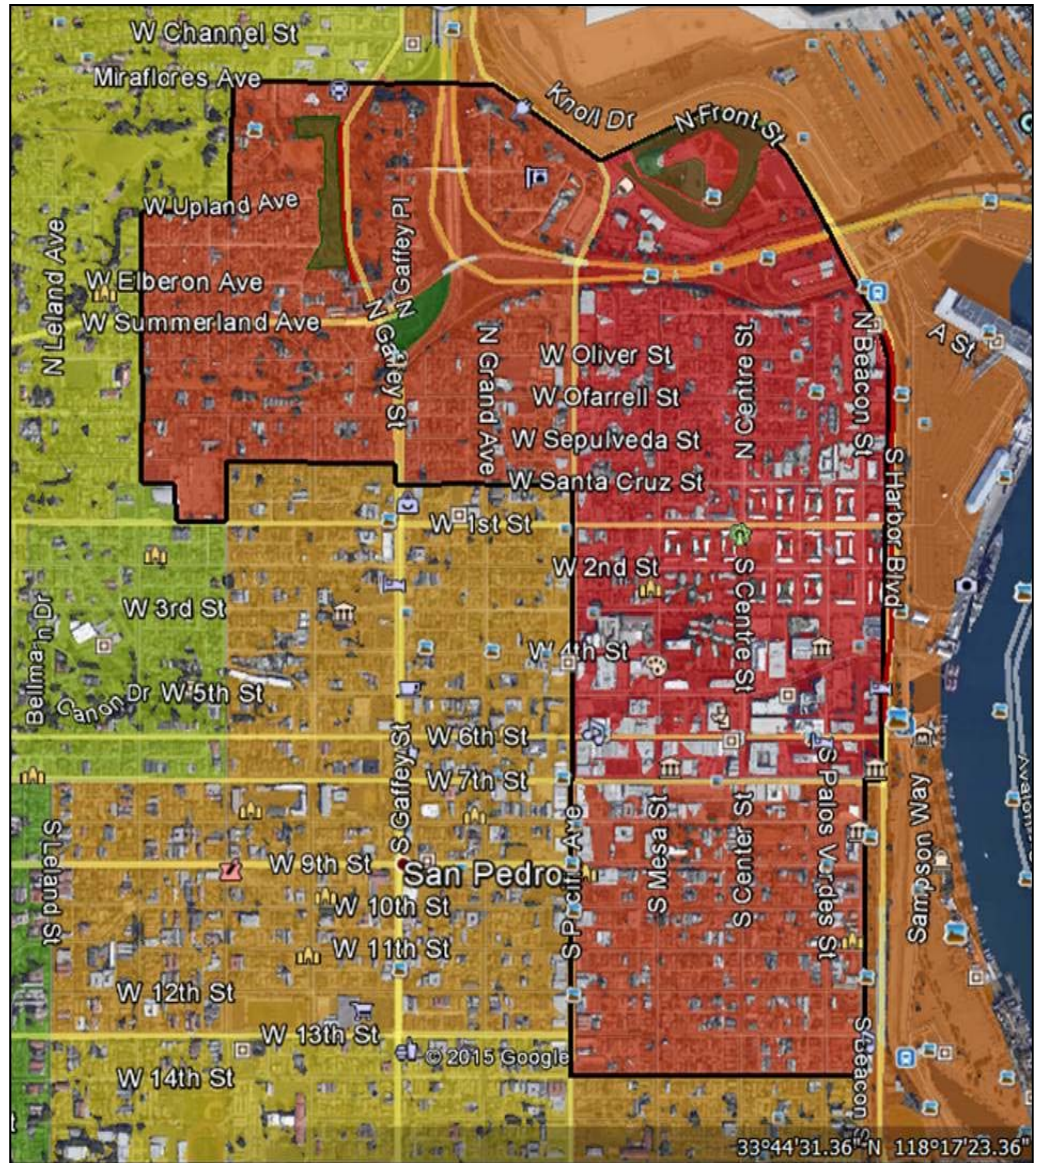 W Channel St
Miraflores Ave
Knoll Dr
N Front St
W Upland Ave
N Leland Ave
N Gaffey Pl
W Elberon Ave
W Summerland Ave
N Gaffey St
N Grand Ave
W Oliver St
N Centre St
N Beacon St
A St
W Ofarrell St
W Sepulveda St
W Santa Cruz St
S Harbor Blvd
W 1st St
W 2nd St
S Centre St
W 3rd St
Bellman Dr
W 4th St
Canon Dr
W 5th St
W 6th St
S Gaffey St
W 7th St
S Palos Verdes St
Sampson Way
S Mesa St
S Center St
S Pacific Ave
S Leland St
W 9th St
San Pedro
W 10th St
W 11th St
W 12th St
W 13th St
© 2015 Google
S Beacon S
W 14th St
33°44'31.36" N 118°17'23.36"